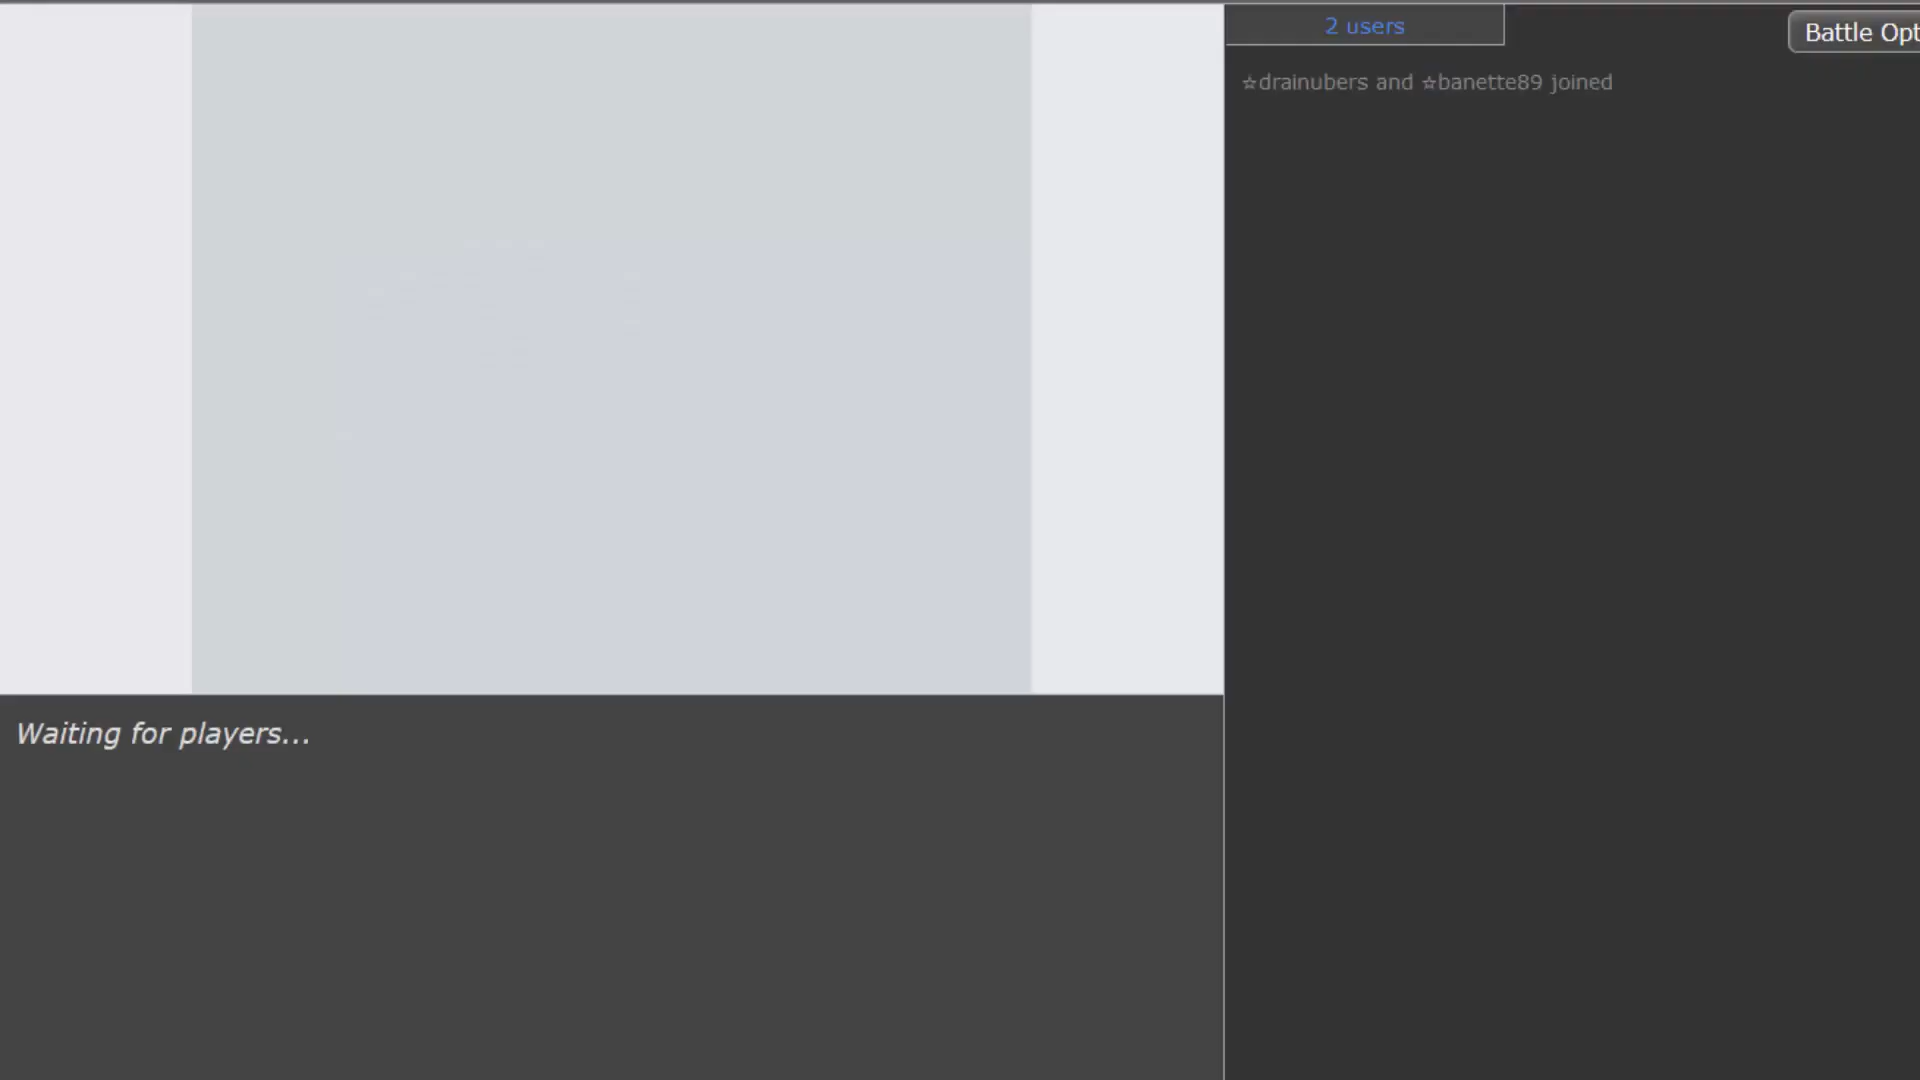 2 users
Battle Opt
☆drainubers and ☆banette89 joined
Waiting for players...